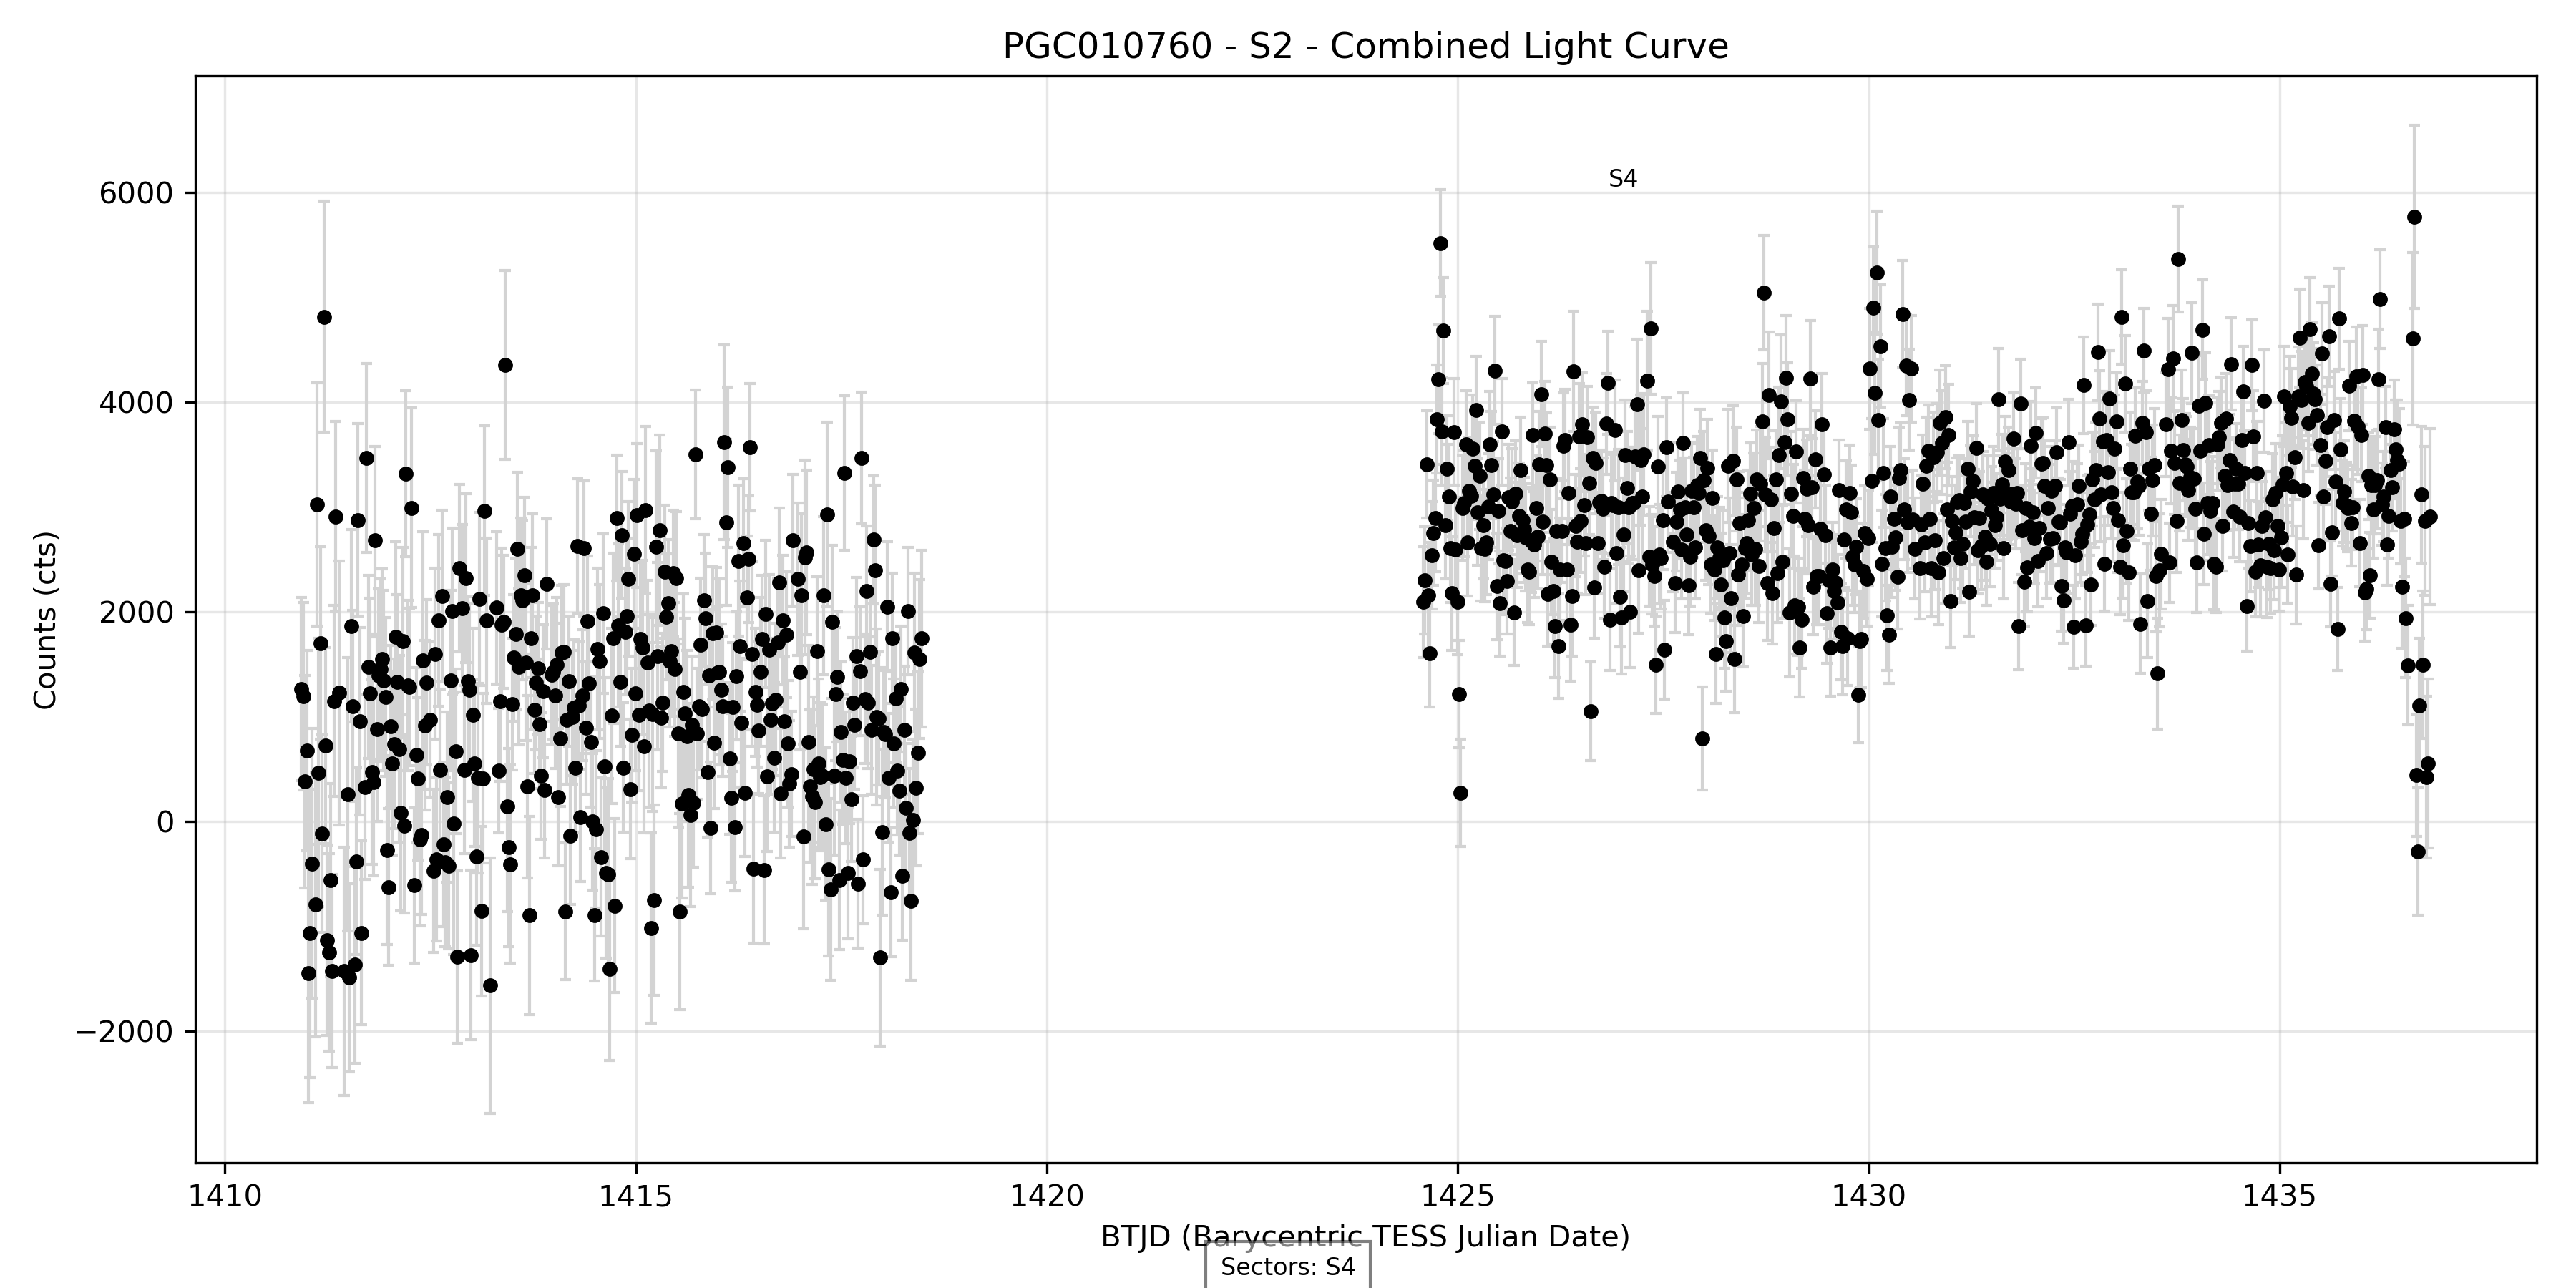 PGC010760 - S2 - Combined Light Curve
Counts (cts)
6000
4000
2000
0
−2000
S4
1410
1415
1420
1425
1430
1435
BTJD (Barycentric TESS Julian Date)
Sectors: S4